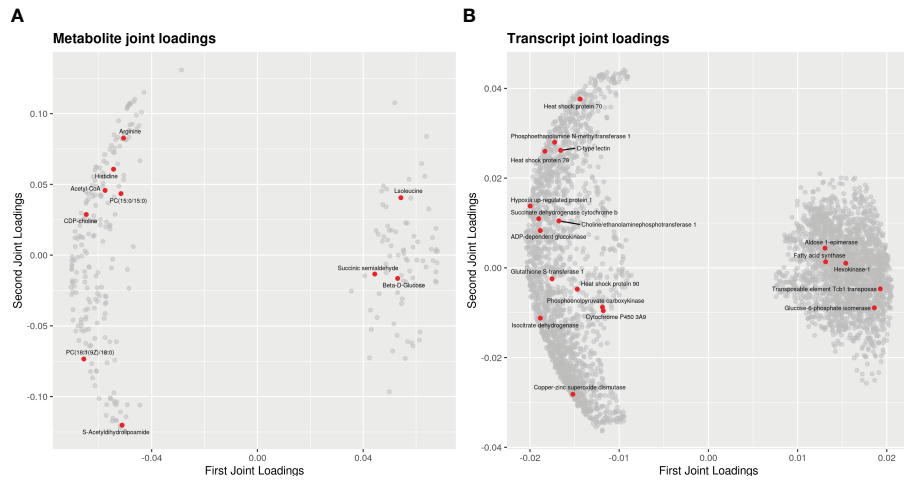 A
Metabolite joint loadings
Second Joint Loadings
0.10
0.05
0.00
-0.05
-0.10
Arginine
Histidine
Acetyl-CoA
PC(15:0/15:0)
CDP-choline
PC(18:1(9Z)/18:0)
S-Acetyldihydrolipoamide
Isoleucine
Succinic semialdehyde
Beta-D-Glucose
-0.04
0.00
0.04
First Joint Loadings
B
Transcript joint loadings
Second Joint Loadings
0.04
0.02
0.00
-0.02
-0.04
Heat shock protein 70
Phosphoethanolamine N-methyltransferase 1
C-type lectin
Heat shock protein 78
Hypoxia up-regulated protein 1
Succinate dehydrogenase cytochrome b
Choline/ethanolaminephosphotransferase 1
ADP-dependent glucokinase
Glutathione S-transferase 1
Heat shock protein 90
Phosphoenolpyruvate carboxykinase
Cytochrome P450 3A9
Isocitrate dehydrogenase
Copper-zinc superoxide dismutase
Aldose 1-epimerase
Fatty acid synthase
Hexokinase-1
Transposable element Tcb1 transposas
Glucose-6-phosphate isomerase
-0.02
-0.01
0.00
0.01
0.02
First Joint Loadings